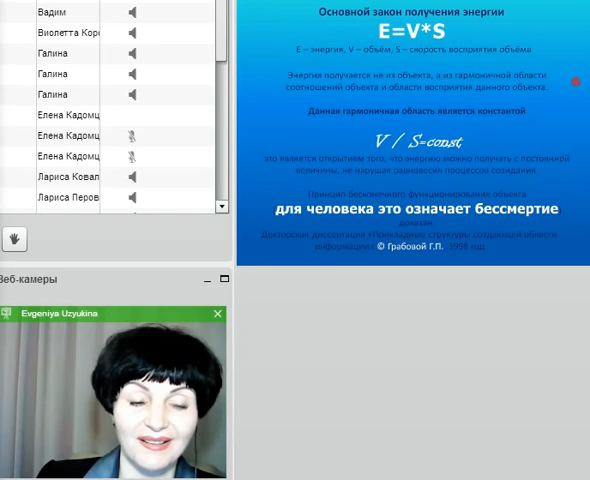 Вадим
Виолетта Коро
Галина
Галина
Галина
Елена Кадомц
Елена Кадомц
Елена Кадомц
Лариса Ковал
Лариса Перов
Веб-камеры
Evgeniya Uzyukina
Основной закон получения энергии
E=V*S
E – энергия, V – объём, S – скорость восприятия объёма
Энергия получается не из объекта, а из гармоничной области
соотношений объекта и области восприятия данного объекта.
Данная гармоничная область является константой
V / S=const
это является открытием того, что энергию можно получать с постоянной
величины, не нарушая равновесия процессов созидания
Принцип бесконечного функционирования объекта
для человека это означает бессмертие
доказан
Докторская диссертация «Прикладные структуры создающей области
информации» © Грабовой Г.П. 1998 год